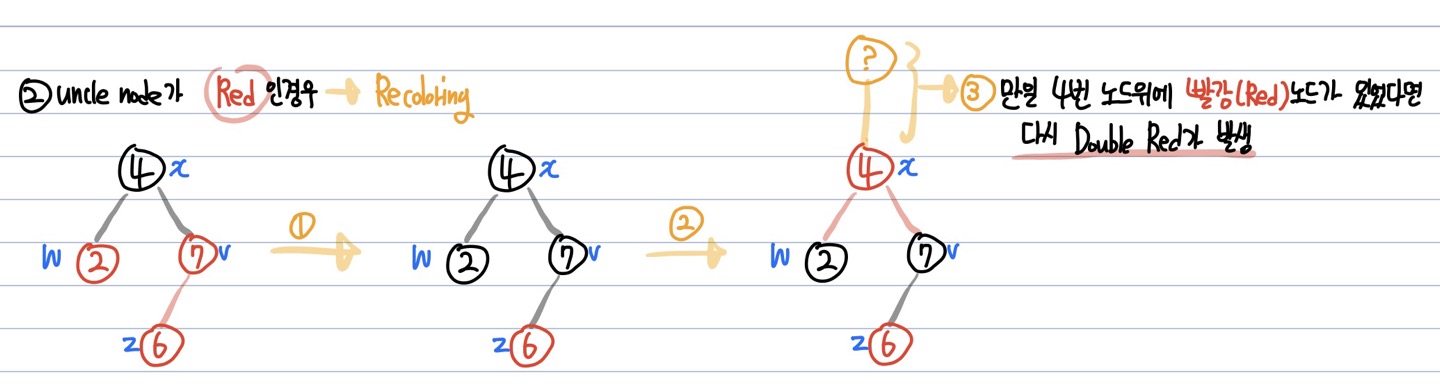 ② uncle node가 Red 인경우 → Recoloring
?
③ 만일 4번 노드위에 빨강(Red)노드가 있었다면
다시 Double Red가 발생
4 x
4 x
4 x
①
②
w 2 7 v
w 2 7 v
w 2 7 v
z 6
z 6
z 6